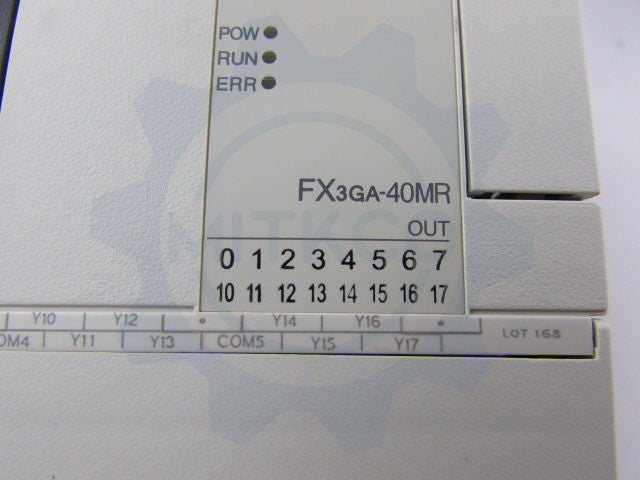 POW
RUN
ERR
FX3GA-40MR
OUT
0 1 2 3 4 5 6 7
10 11 12 13 14 15 16 17
Y10 Y12 • Y14 Y16 •
OM4 Y11 Y13 COM5 Y15 Y17
LOT 168